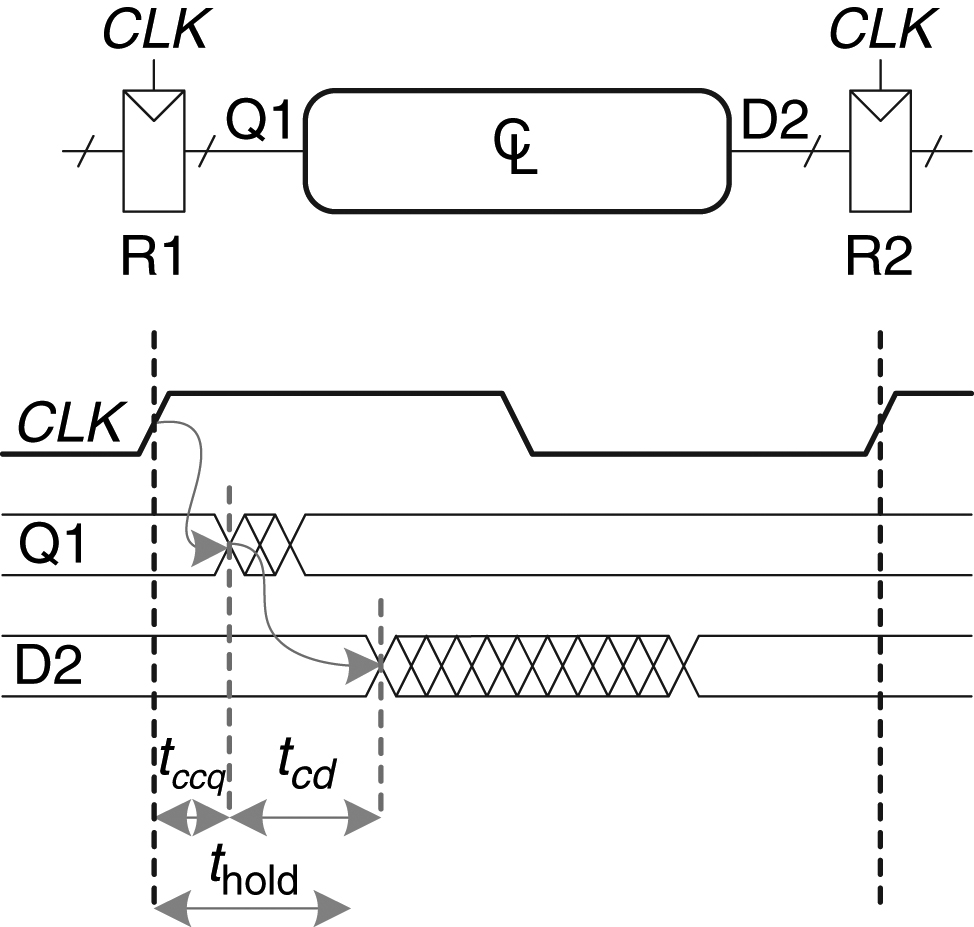 CLK CLK
Q1 CL D2
R1 R2
CLK
Q1
D2
tccq tcd
thold